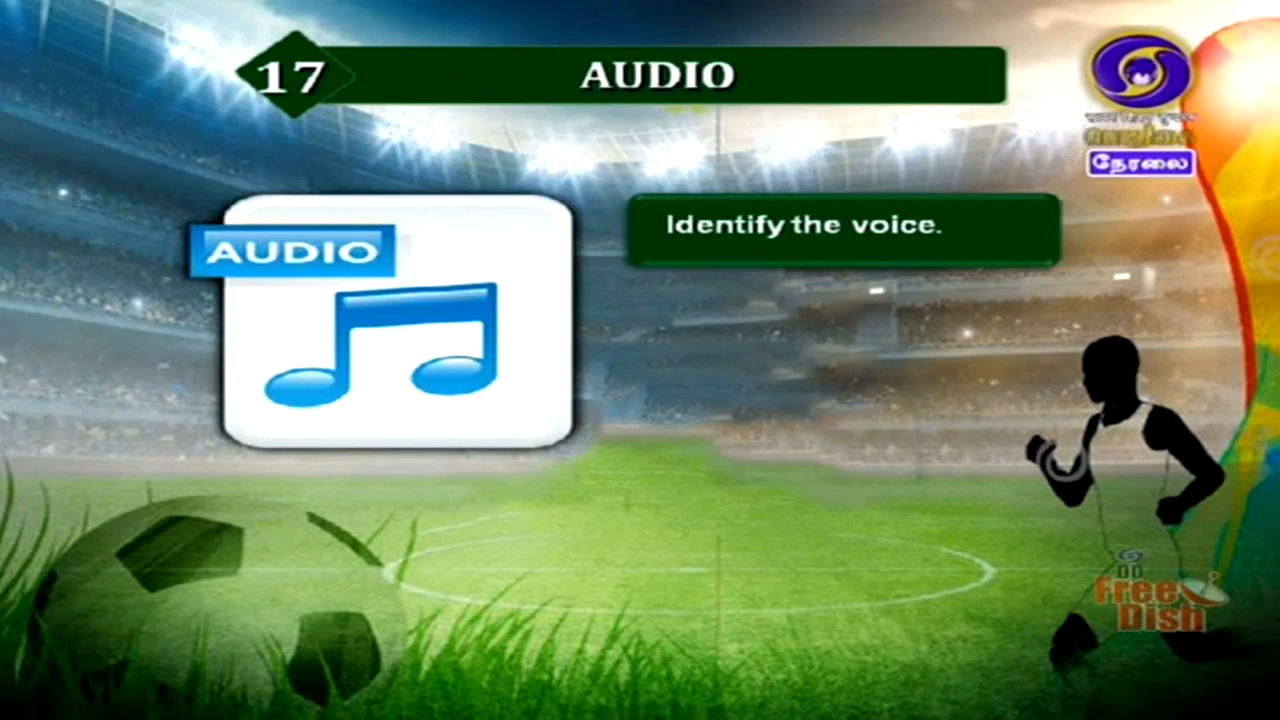 17
AUDIO
AUDIO
Identify the voice.
நேரலை
DD
Free
Dish